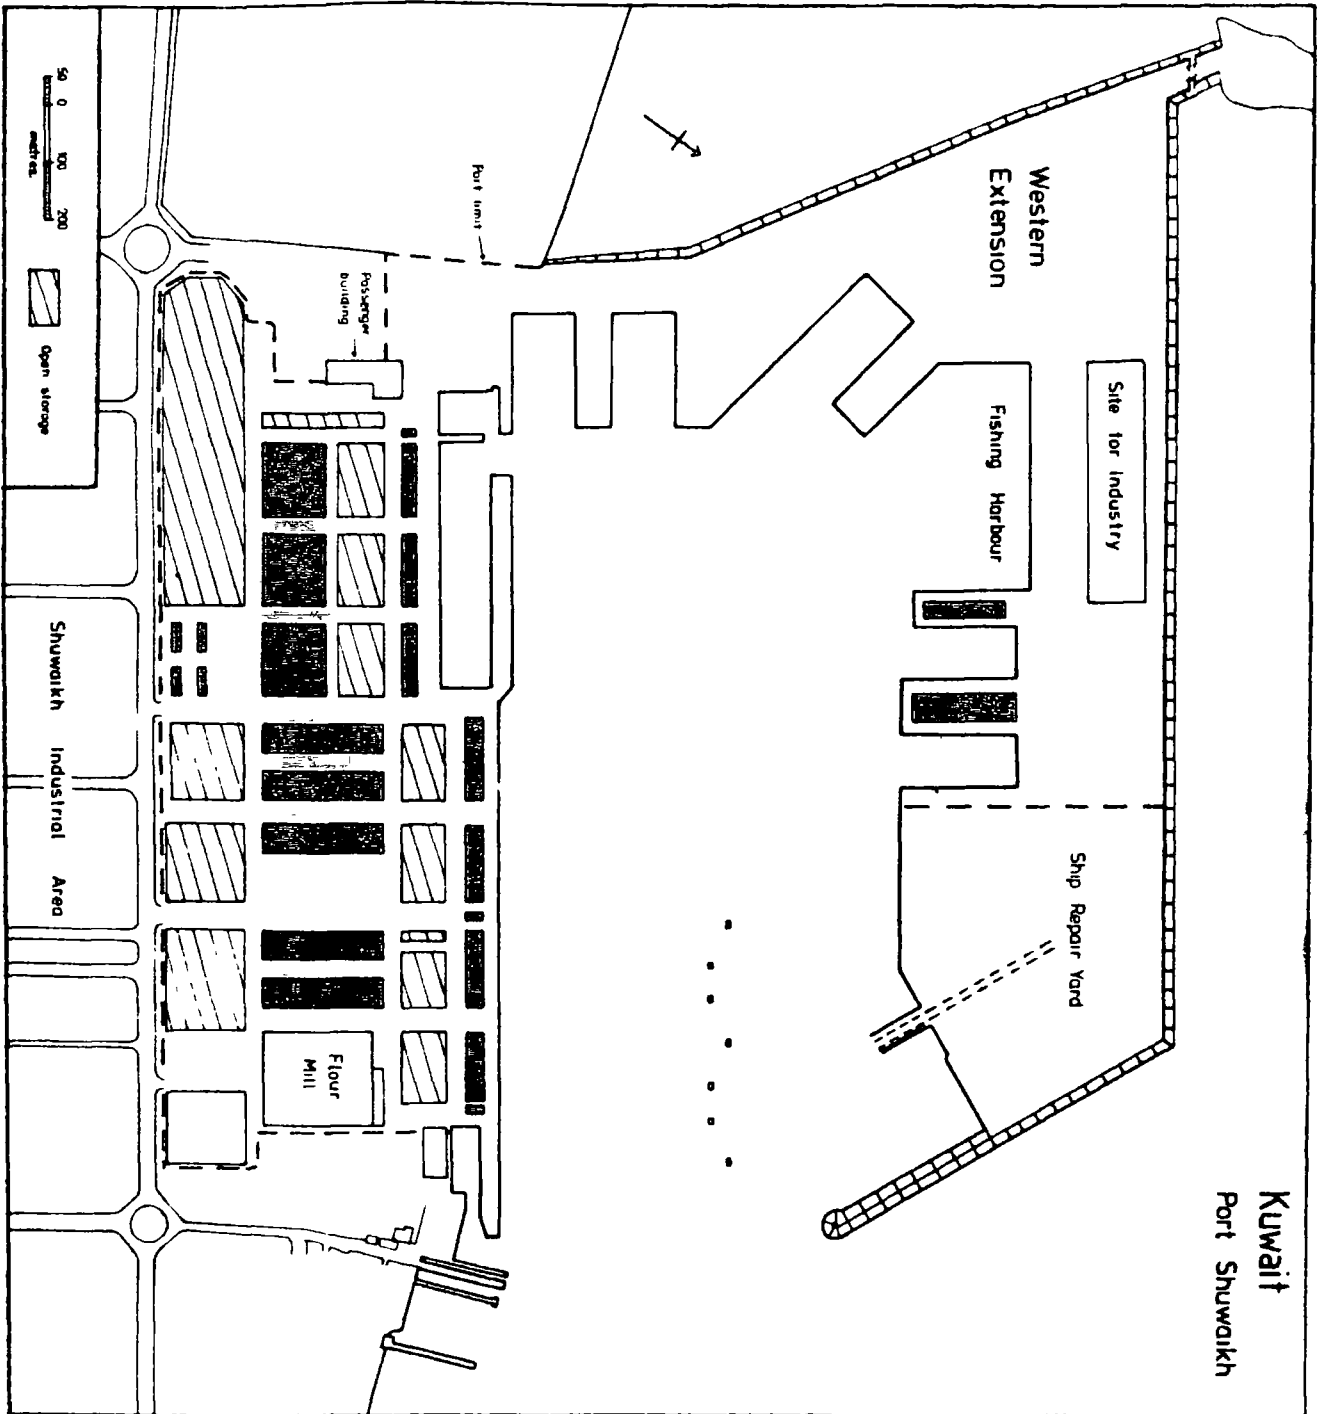 Kuwait
Port Shuwaikh
Western
Extension
Site for Industry
Fishing Harbour
Ship Repair Yard
Port limit
Passenger
building
Flour
Mill
Open storage
50 0 100 200
metres.
Shuwaikh Industrial Area